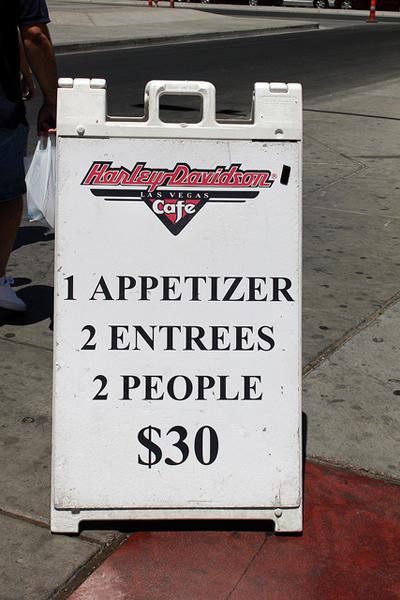 Harley-Davidson®
LAS VEGAS
Cafe
1 APPETIZER
2 ENTREES
2 PEOPLE
$30